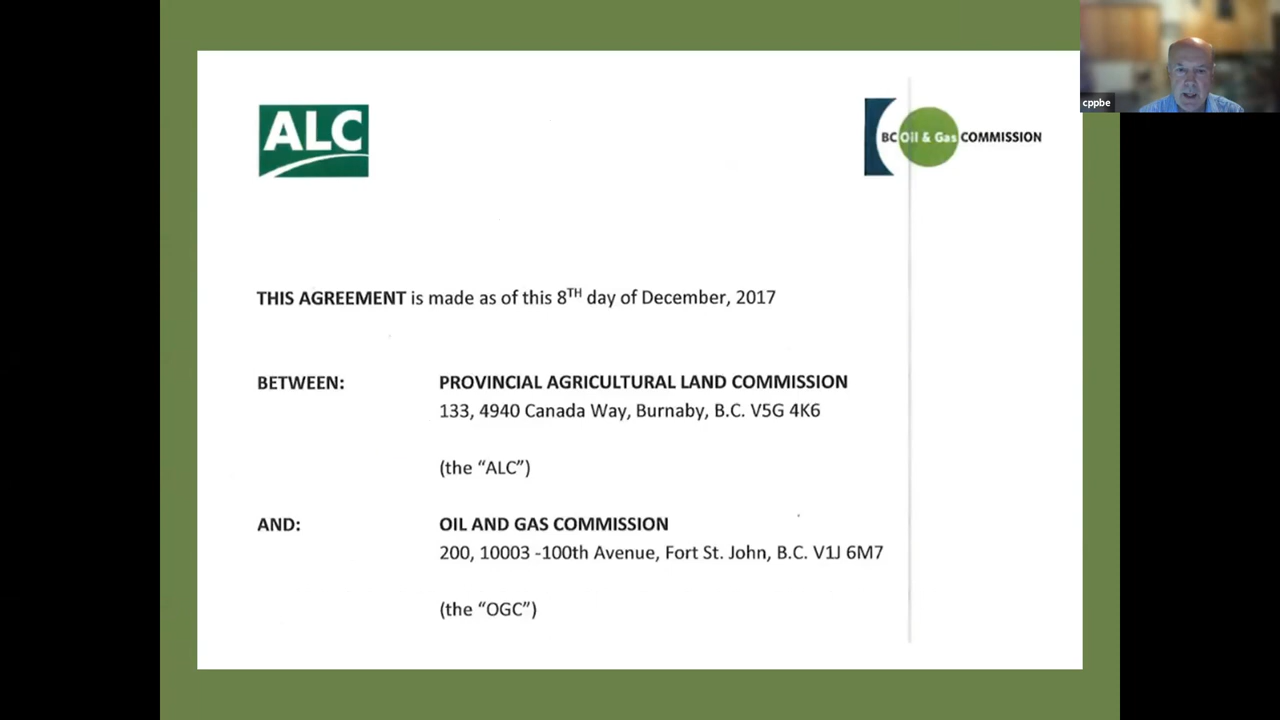 ALC
BC Oil & Gas COMMISSION
cppbe
THIS AGREEMENT is made as of this 8TH day of December, 2017
BETWEEN: PROVINCIAL AGRICULTURAL LAND COMMISSION
133, 4940 Canada Way, Burnaby, B.C. V5G 4K6
(the “ALC”)
AND: OIL AND GAS COMMISSION
200, 10003 -100th Avenue, Fort St. John, B.C. V1J 6M7
(the “OGC”)